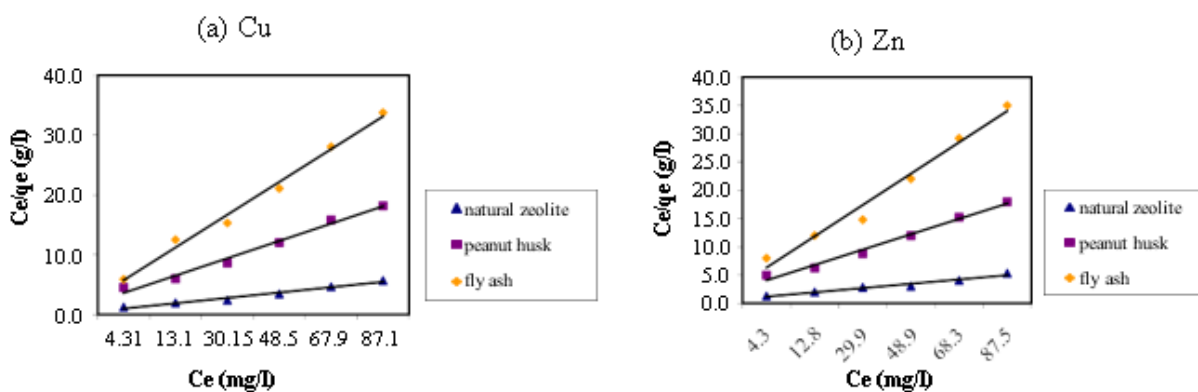 (a) Cu
40.0
30.0
20.0
10.0
0.0
Ce/qe (g/l)
4.31 13.1 30.15 48.5 67.9 87.1
Ce (mg/l)
natural zeolite
peanut husk
fly ash
(b) Zn
40.0
35.0
30.0
25.0
20.0
15.0
10.0
5.0
0.0
Ce/qe (g/l)
4.3 12.8 29.9 48.9 68.3 87.5
Ce (mg/l)
natural zeolite
peanut husk
fly ash